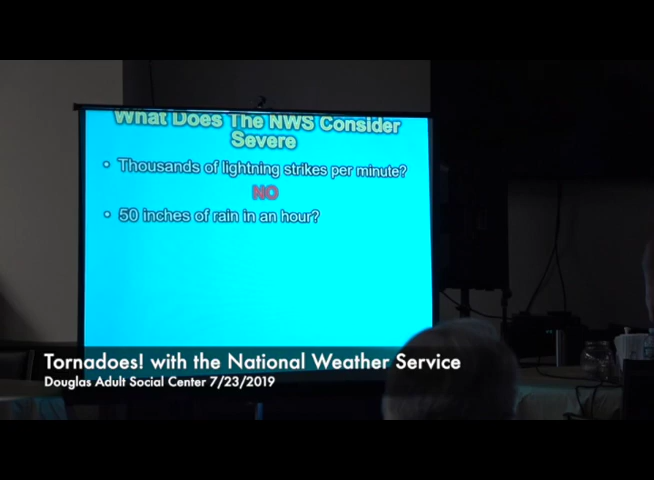 What Does The NWS Consider
Severe
• Thousands of lightning strikes per minute?
NO
• 50 inches of rain in an hour?
Tornadoes! with the National Weather Service
Douglas Adult Social Center 7/23/2019